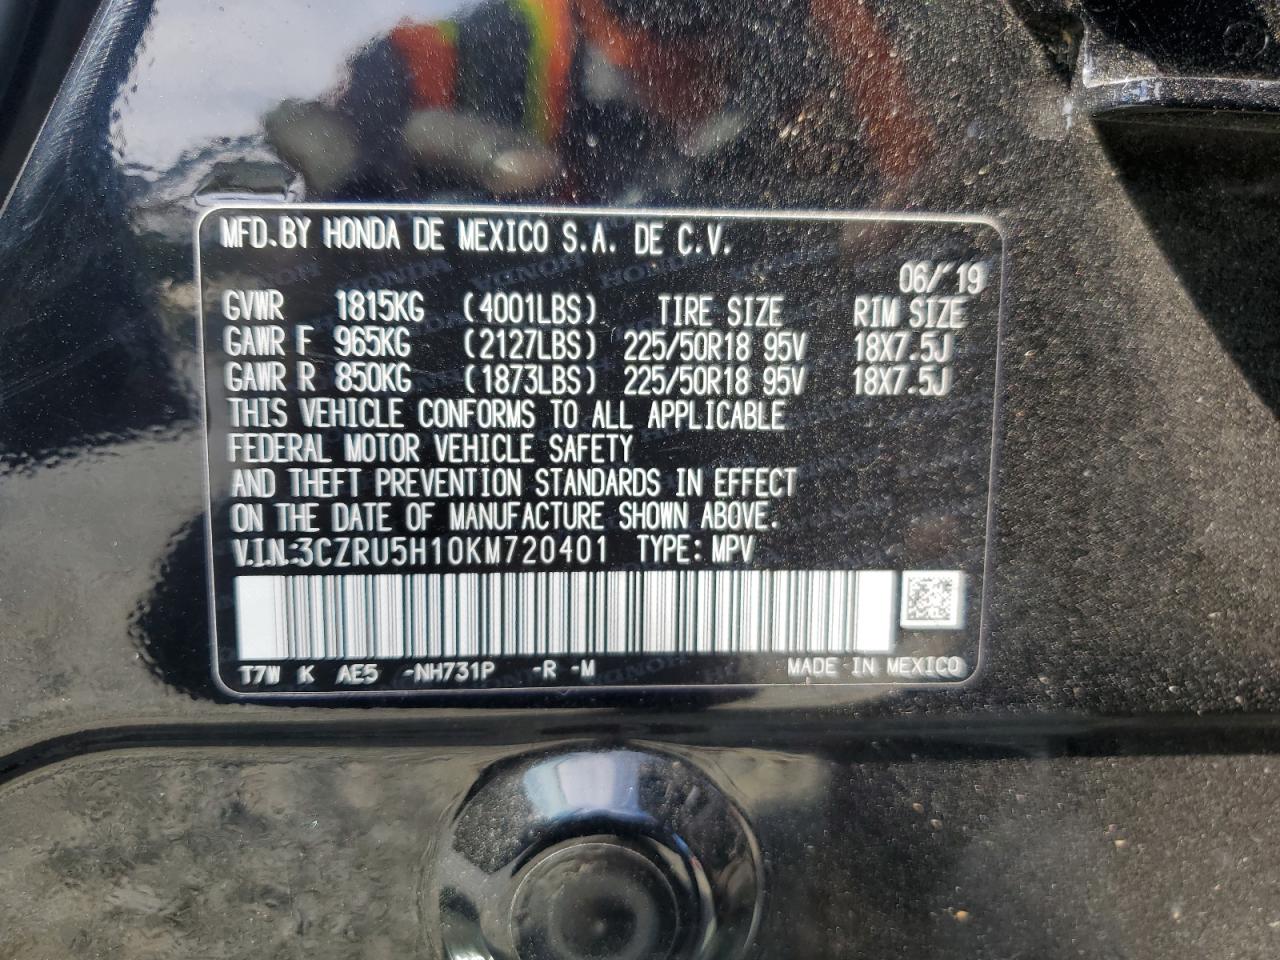 MFD.BY HONDA DE MEXICO S.A. DE C.V.
06/'19
GVWR 1815KG (4001LBS) TIRE SIZE RIM SIZE
GAWR F 965KG (2127LBS) 225/50R18 95V 18X7.5J
GAWR R 850KG (1873LBS) 225/50R18 95V 18X7.5J
THIS VEHICLE CONFORMS TO ALL APPLICABLE
FEDERAL MOTOR VEHICLE SAFETY
AND THEFT PREVENTION STANDARDS IN EFFECT
ON THE DATE OF MANUFACTURE SHOWN ABOVE.
V.I.N.:3CZRU5H10KM720401 TYPE: MPV
T7W K AE5 -NH731P -R -M MADE IN MEXICO